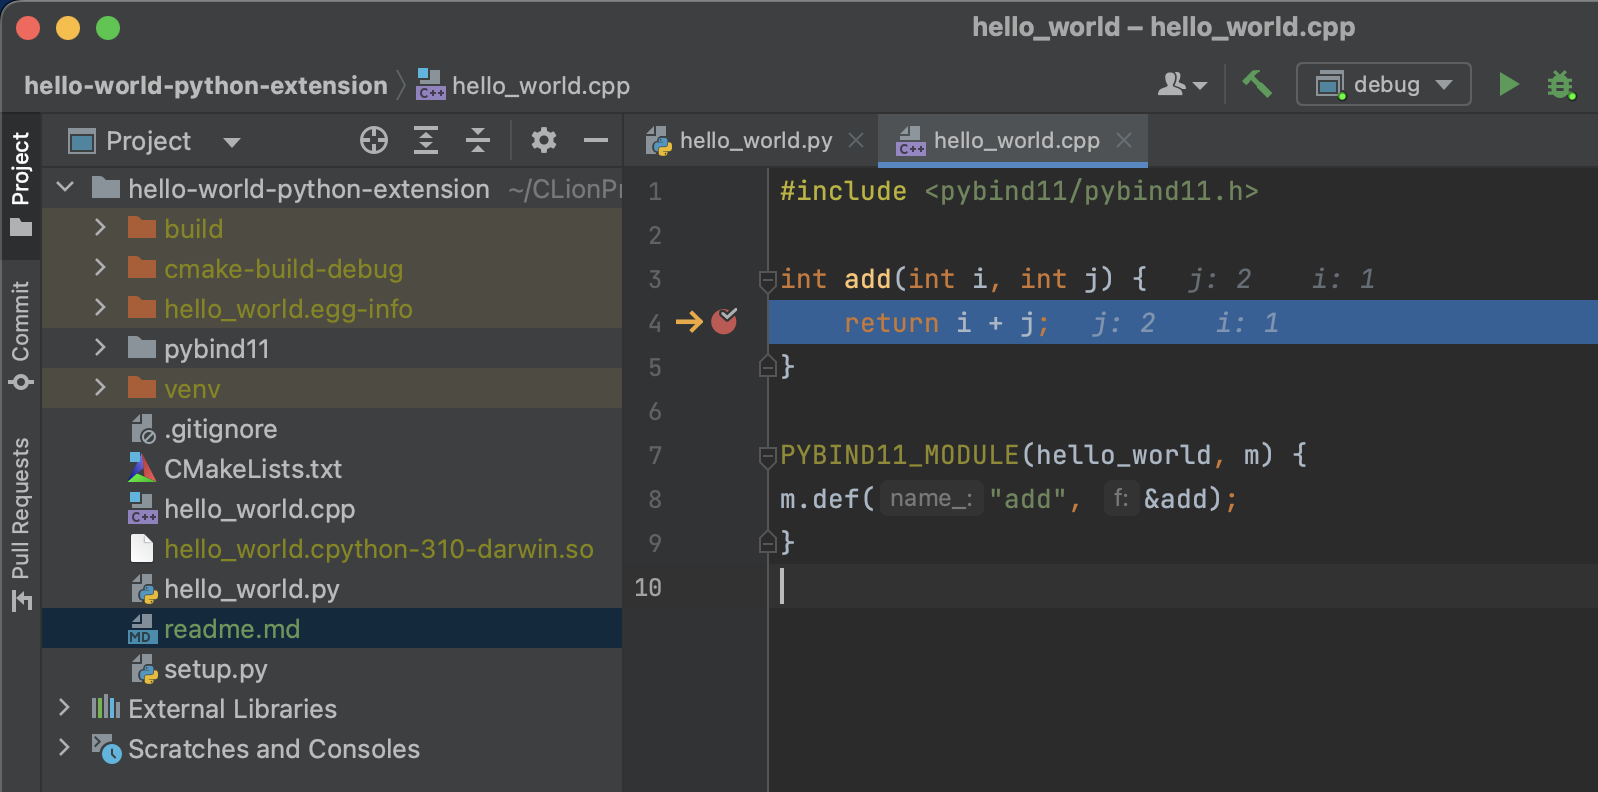 hello_world – hello_world.cpp
hello-world-python-extension hello_world.cpp
debug
Project
Commit
Pull Requests
Project
hello-world-python-extension ~/CLionPr
build
cmake-build-debug
hello_world.egg-info
pybind11
venv
.gitignore
CMakeLists.txt
C++ hello_world.cpp
hello_world.cpython-310-darwin.so
hello_world.py
MD readme.md
setup.py
External Libraries
Scratches and Consoles
hello_world.py C++ hello_world.cpp
1 #include <pybind11/pybind11.h>
2
3 int add(int i, int j) { j: 2 i: 1
4 return i + j; j: 2 i: 1
5 }
6
7 PYBIND11_MODULE(hello_world, m) {
8 m.def( name_: "add", f: &add);
9 }
10